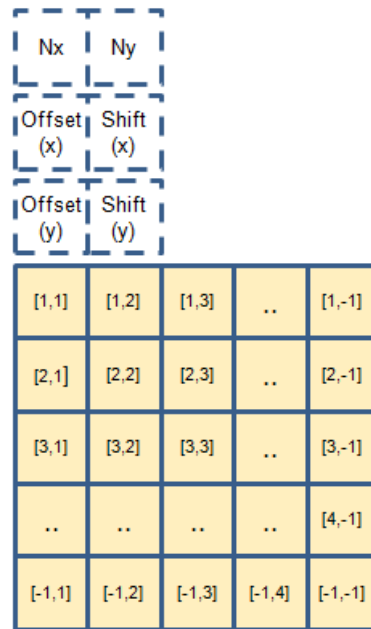 Nx Ny
Offset Shift
(x) (x)
Offset Shift
(y) (y)
[1,1] [1,2] [1,3] .. [1,-1]
[2,1] [2,2] [2,3] .. [2,-1]
[3,1] [3,2] [3,3] .. [3,-1]
.. .. .. .. [4,-1]
[-1,1] [-1,2] [-1,3] [-1,4] [-1,-1]